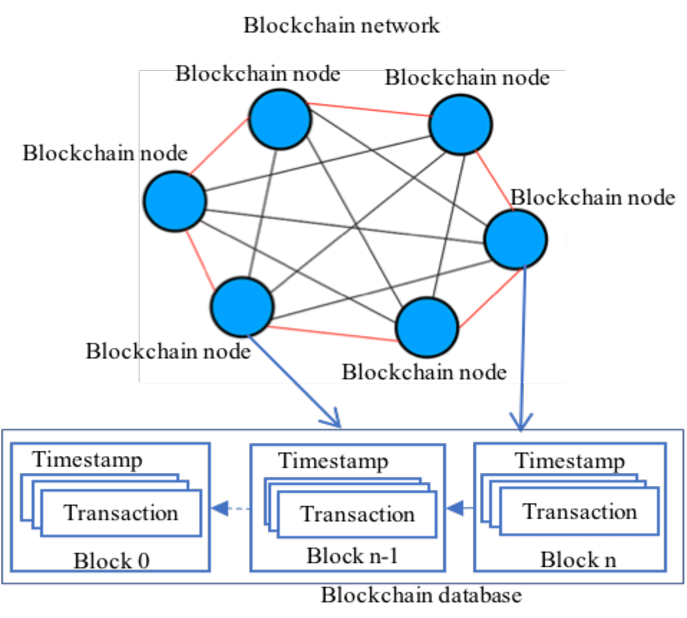 Blockchain network
Blockchain node
Blockchain node
Blockchain node
Blockchain node
Blockchain node
Blockchain node
Timestamp
Transaction
Block 0
Timestamp
Transaction
Block n-1
Timestamp
Transaction
Block n
Blockchain database